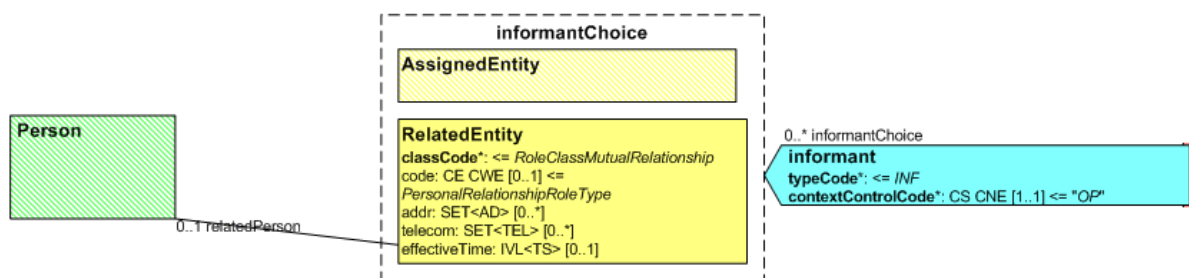 informantChoice
AssignedEntity
Person
RelatedEntity
classCode*: <= RoleClassMutualRelationship
code: CE CWE [0..1] <=
PersonalRelationshipRoleType
addr: SET<AD> [0..*]
telecom: SET<TEL> [0..*]
effectiveTime: IVL<TS> [0..1]
0..1 relatedPerson
0..* informantChoice
informant
typeCode*: <= INF
contextControlCode*: CS CNE [1..1] <= "OP"